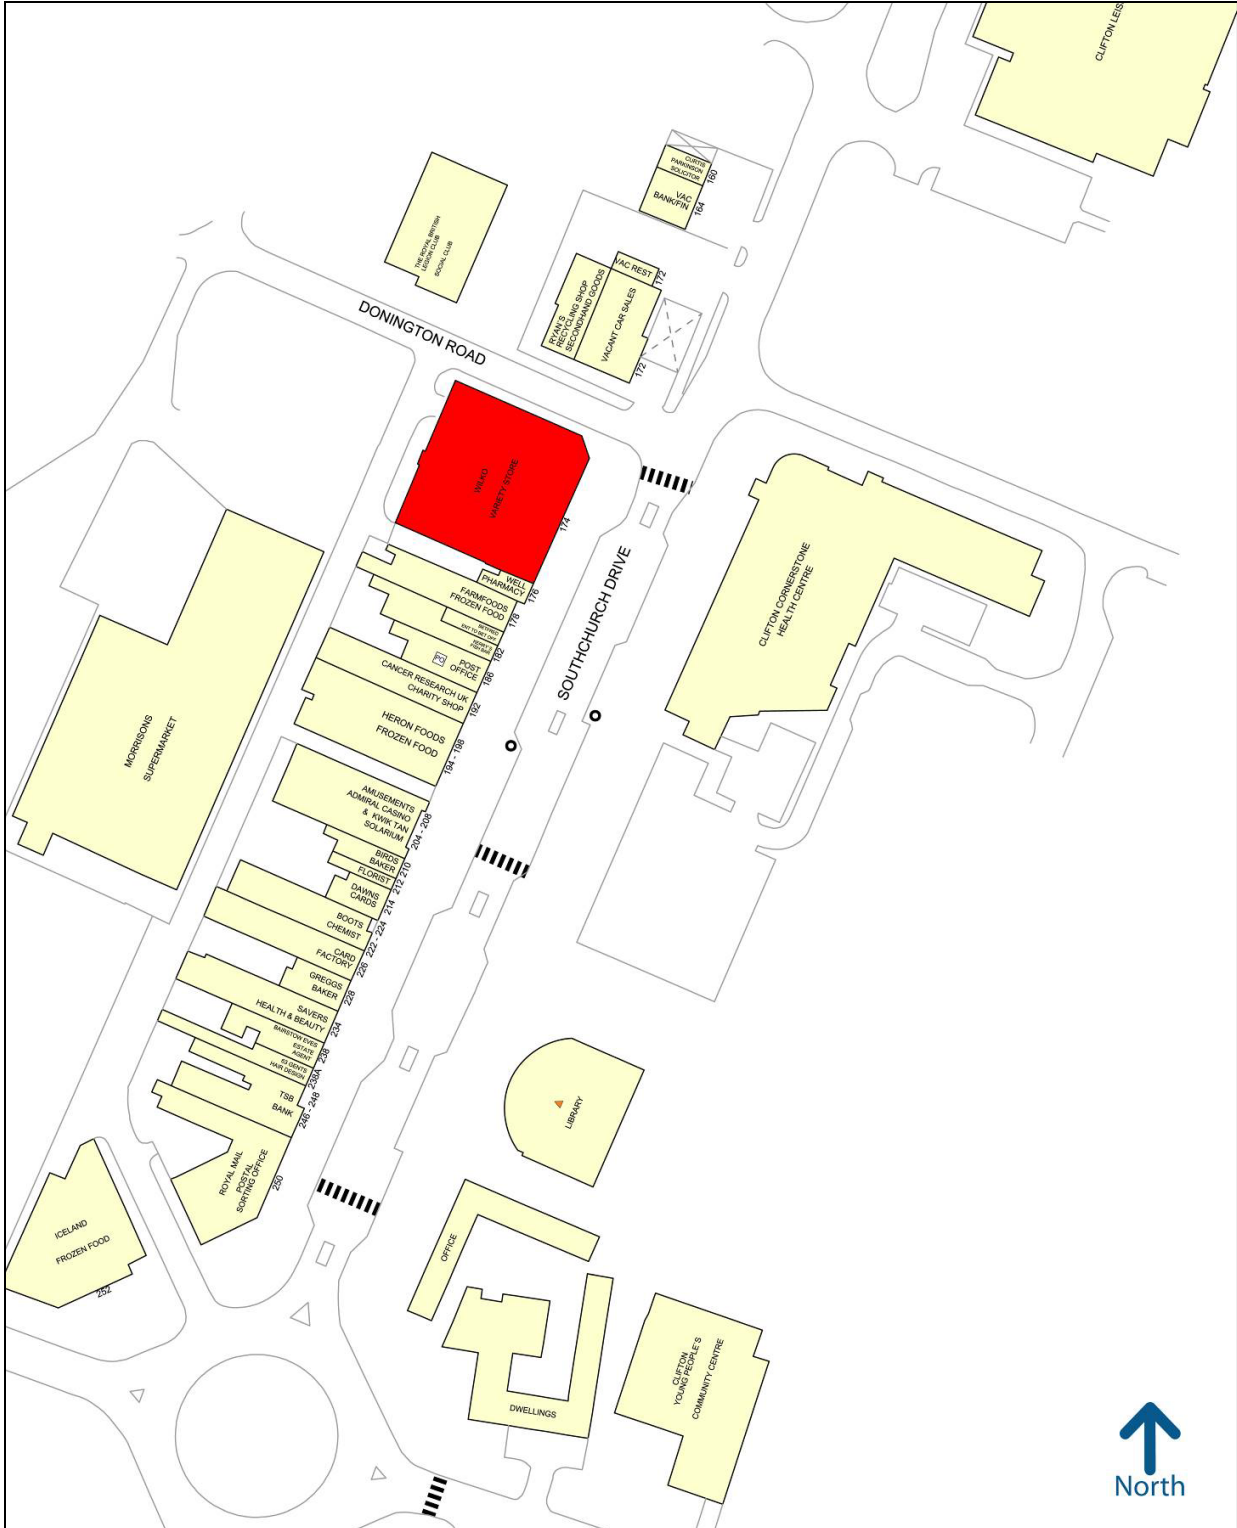 CLIFTON LEIS
CURTIS
PARKINSON
SOLICITOR
160
VAC
BANK/FIN
164
THE ROYAL BRITISH
LEGION CLUB
SOCIAL CLUB
VAC REST
172
RYAN'S
RECYCLING SHOP
SECONDHAND GOODS
VACANT CAR SALES
172
DONINGTON ROAD
WILKO
VARIETY STORE
174
SOUTHCHURCH DRIVE
CLIFTON CORNERSTONE
HEALTH CENTRE
WELL
PHARMACY
176
FARMFOODS
FROZEN FOOD
178
182
POST
OFFICE
PO
186
CANCER RESEARCH UK
CHARITY SHOP
192
HERON FOODS
FROZEN FOOD
194 - 198
MORRISONS
SUPERMARKET
AMUSEMENTS
ADMIRAL CASINO
& KWIK TAN
SOLARIUM
204 - 208
BIRDS
BAKER
210
FLORIST
212
DAWNS
CARDS
214
BOOTS
CHEMIST
222 - 224
CARD
FACTORY
226
GREGGS
BAKER
228
SAVERS
HEALTH & BEAUTY
234
BAIRSTOW EVES
ESTATE
AGENT
238
63 GENTS
HAIR DESIGN
238A
TSB
BANK
246 - 248
ROYAL MAIL
POSTAL
SORTING OFFICE
250
ICELAND
FROZEN FOOD
252
LIBRARY
OFFICE
DWELLINGS
CLIFTON
YOUNG PEOPLE'S
COMMUNITY CENTRE
North